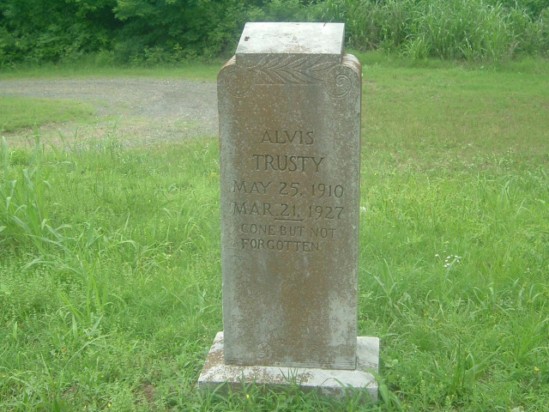 ALVIS
TRUSTY
MAY 25, 1910
MAR. 21, 1927
GONE BUT NOT
FORGOTTEN